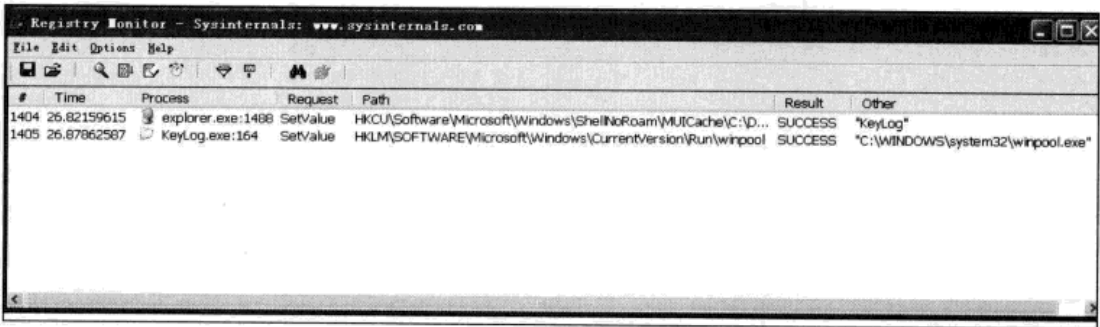 Registry Monitor - Sysinternals: www.sysinternals.com
File Edit Options Help
# Time Process Request Path Result Other
1404 26.82159615 explorer.exe:1488 SetValue HKCU\Software\Microsoft\Windows\ShellNoRoam\MUICache\C:\D... SUCCESS "KeyLog"
1405 26.87862587 KeyLog.exe:164 SetValue HKLM\SOFTWARE\Microsoft\Windows\CurrentVersion\Run\winpool SUCCESS "C:\WINDOWS\system32\winpool.exe"